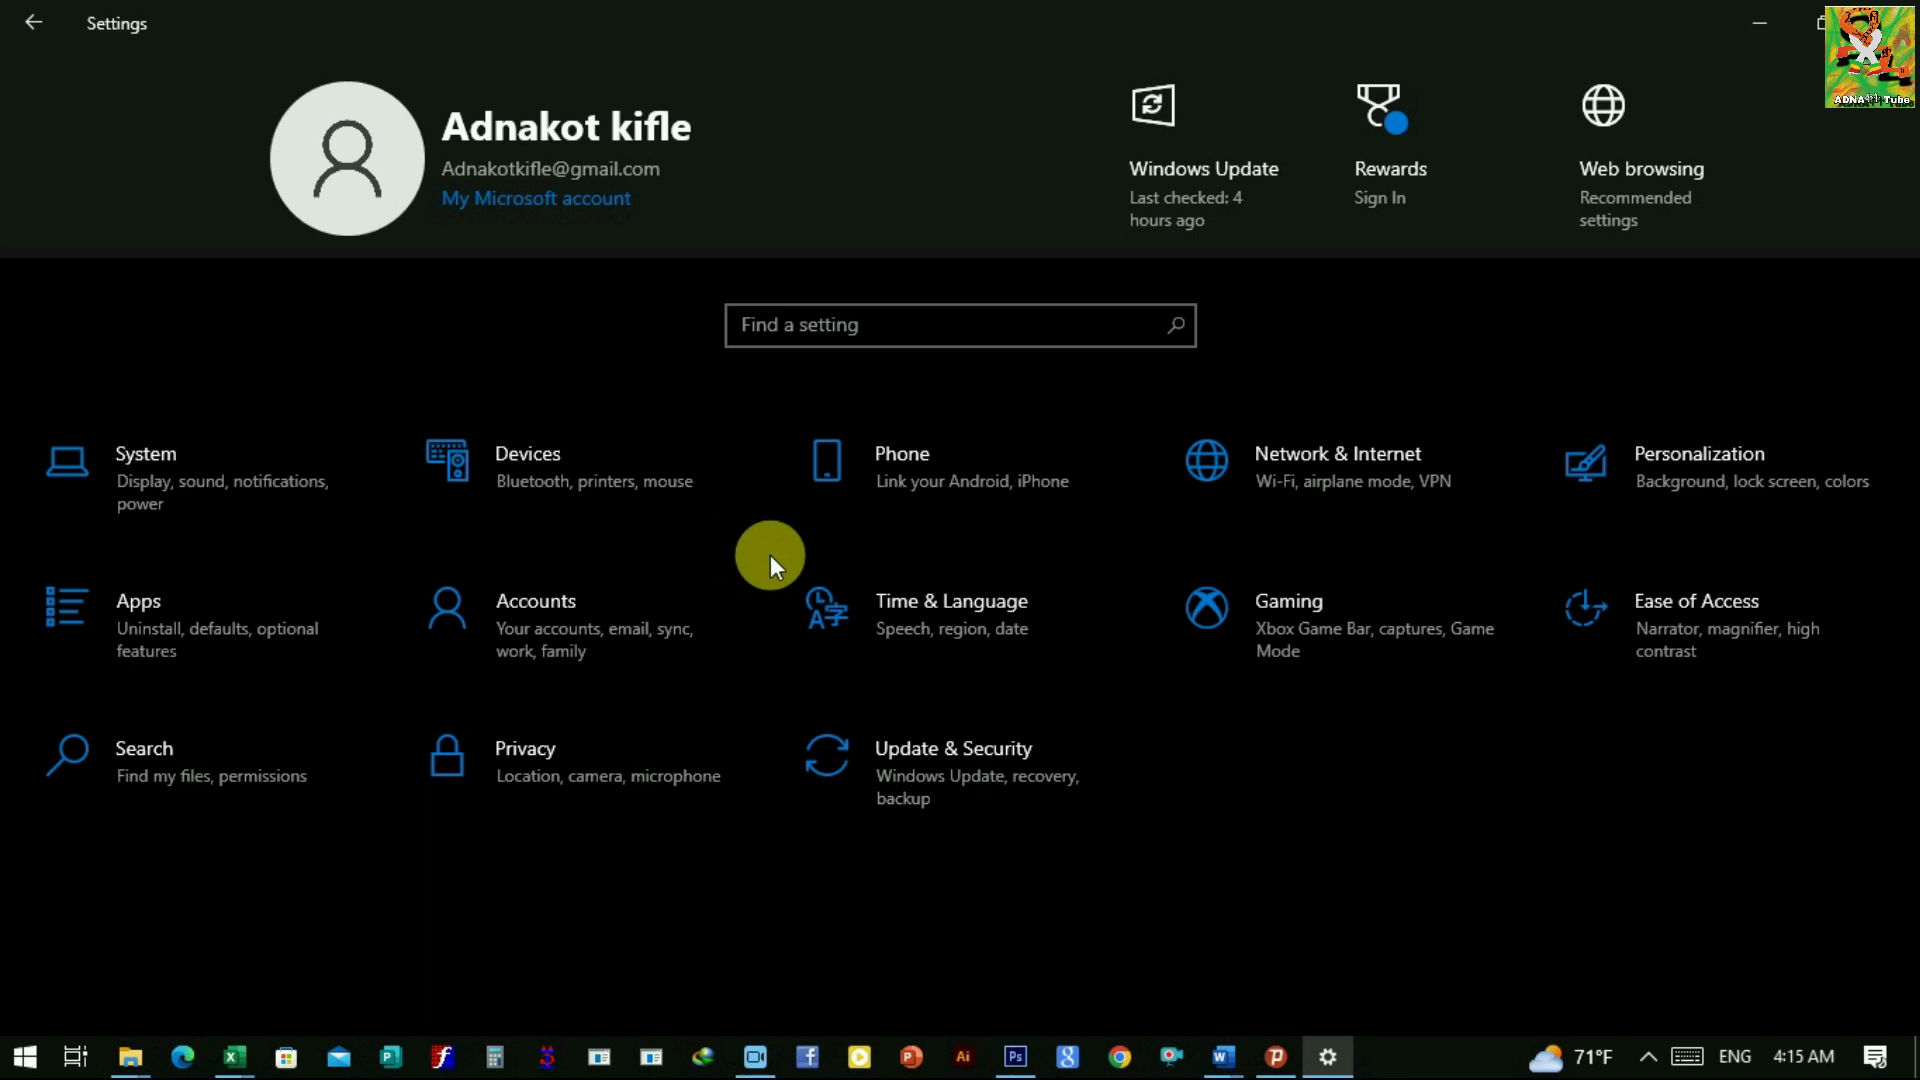 Settings
Adnakot kifle
Adnakotkifle@gmail.com
My Microsoft account
Windows Update
Last checked: 4
hours ago
Rewards
Sign In
Web browsing
Recommended
settings
Find a setting
System
Display, sound, notifications,
power
Devices
Bluetooth, printers, mouse
Phone
Link your Android, iPhone
Network & Internet
Wi-Fi, airplane mode, VPN
Personalization
Background, lock screen, colors
Apps
Uninstall, defaults, optional
features
Accounts
Your accounts, email, sync,
work, family
Time & Language
Speech, region, date
Gaming
Xbox Game Bar, captures, Game
Mode
Ease of Access
Narrator, magnifier, high
contrast
Search
Find my files, permissions
Privacy
Location, camera, microphone
Update & Security
Windows Update, recovery,
backup
71°F
ENG
4:15 AM